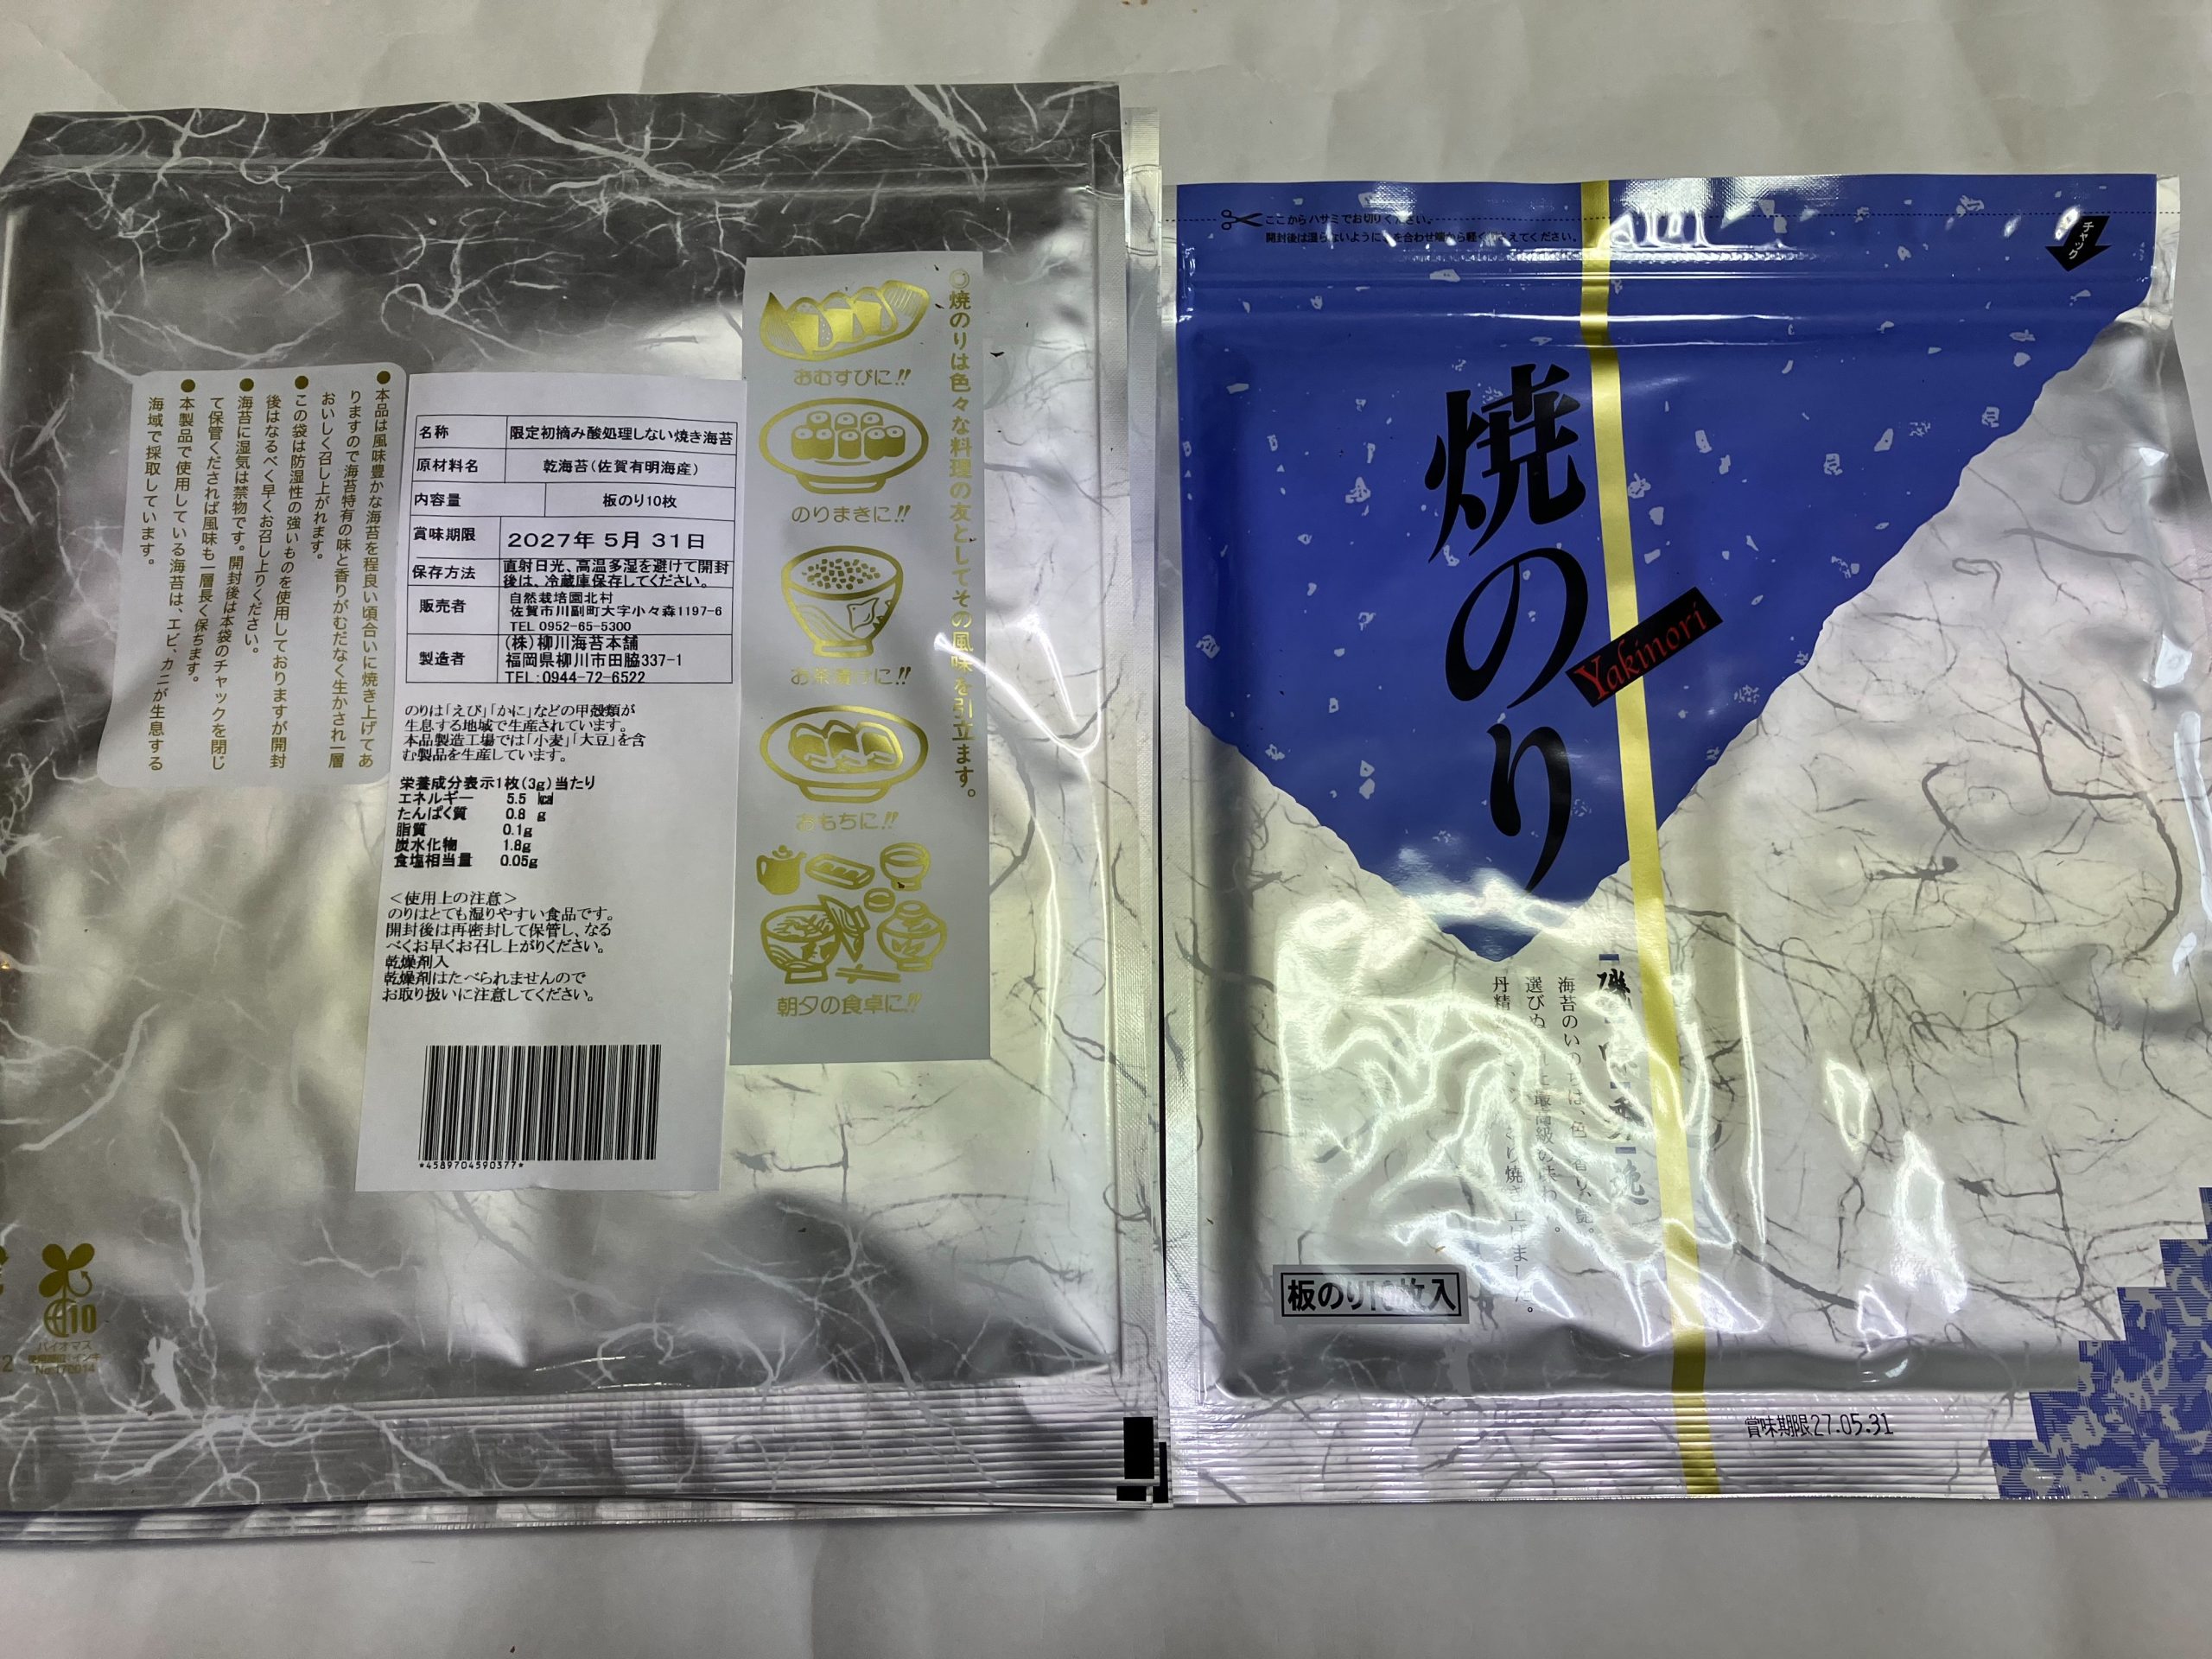 ●本品は風味豊かな海苔を程良い頃合いに焼き上げてあ
りますので海苔特有の味と香りがむだなく生かされ一層
おいしく召し上がれます。
●この袋は防湿性の強いものを使用しておりますが開封
後はなるべく早くお召し上りください。
●海苔に湿気は禁物です。開封後は本袋のチャックを閉じ
て保管くだされば風味も一層長く保ちます。
●本製品で使用している海苔は、エビ、カニが生息する
海域で採取しています。
名称 限定初摘み酸処理しない焼き海苔
原材料名 乾海苔(佐賀有明海産)
内容量 板のり10枚
賞味期限 2027年 5月 31日
保存方法 直射日光、高温多湿を避けて開封
後は、冷蔵庫保存してください。
販売者 自然栽培園北村
佐賀市川副町大字小々森1197-6
TEL 0952-65-5300
製造者 (株)柳川海苔本舗
福岡県柳川市田脇337-1
TEL:0944-72-6522
のりは「えび」「かに」などの甲殻類が
生息する地域で生産されています。
本品製造工場では「小麦」「大豆」を含
む製品を生産しています。
栄養成分表示1枚(3g)当たり
エネルギー 5.5 ㎉
たんぱく質 0.8 g
脂質 0.1g
炭水化物 1.8g
食塩相当量 0.05g
<使用上の注意>
のりはとても湿りやすい食品です。
開封後は再密封して保管し、なる
べくお早くお召し上がりください。
乾燥剤入
乾燥剤はたべられませんので
お取り扱いに注意してください。
*4589704590377*
◎焼のりは色々な料理の友としてその風味を引立ます。
おむすびに!!
のりまきに!!
お茶漬けに!!
おもちに!!
朝夕の食卓に!!
10
バイオマス
ここからハサミでお切りください。
開封後は湿らないように
チャック
焼のり
Yakinori
海苔のいのちは、色
選びぬ
板のり10枚入
賞味期限27.05.31